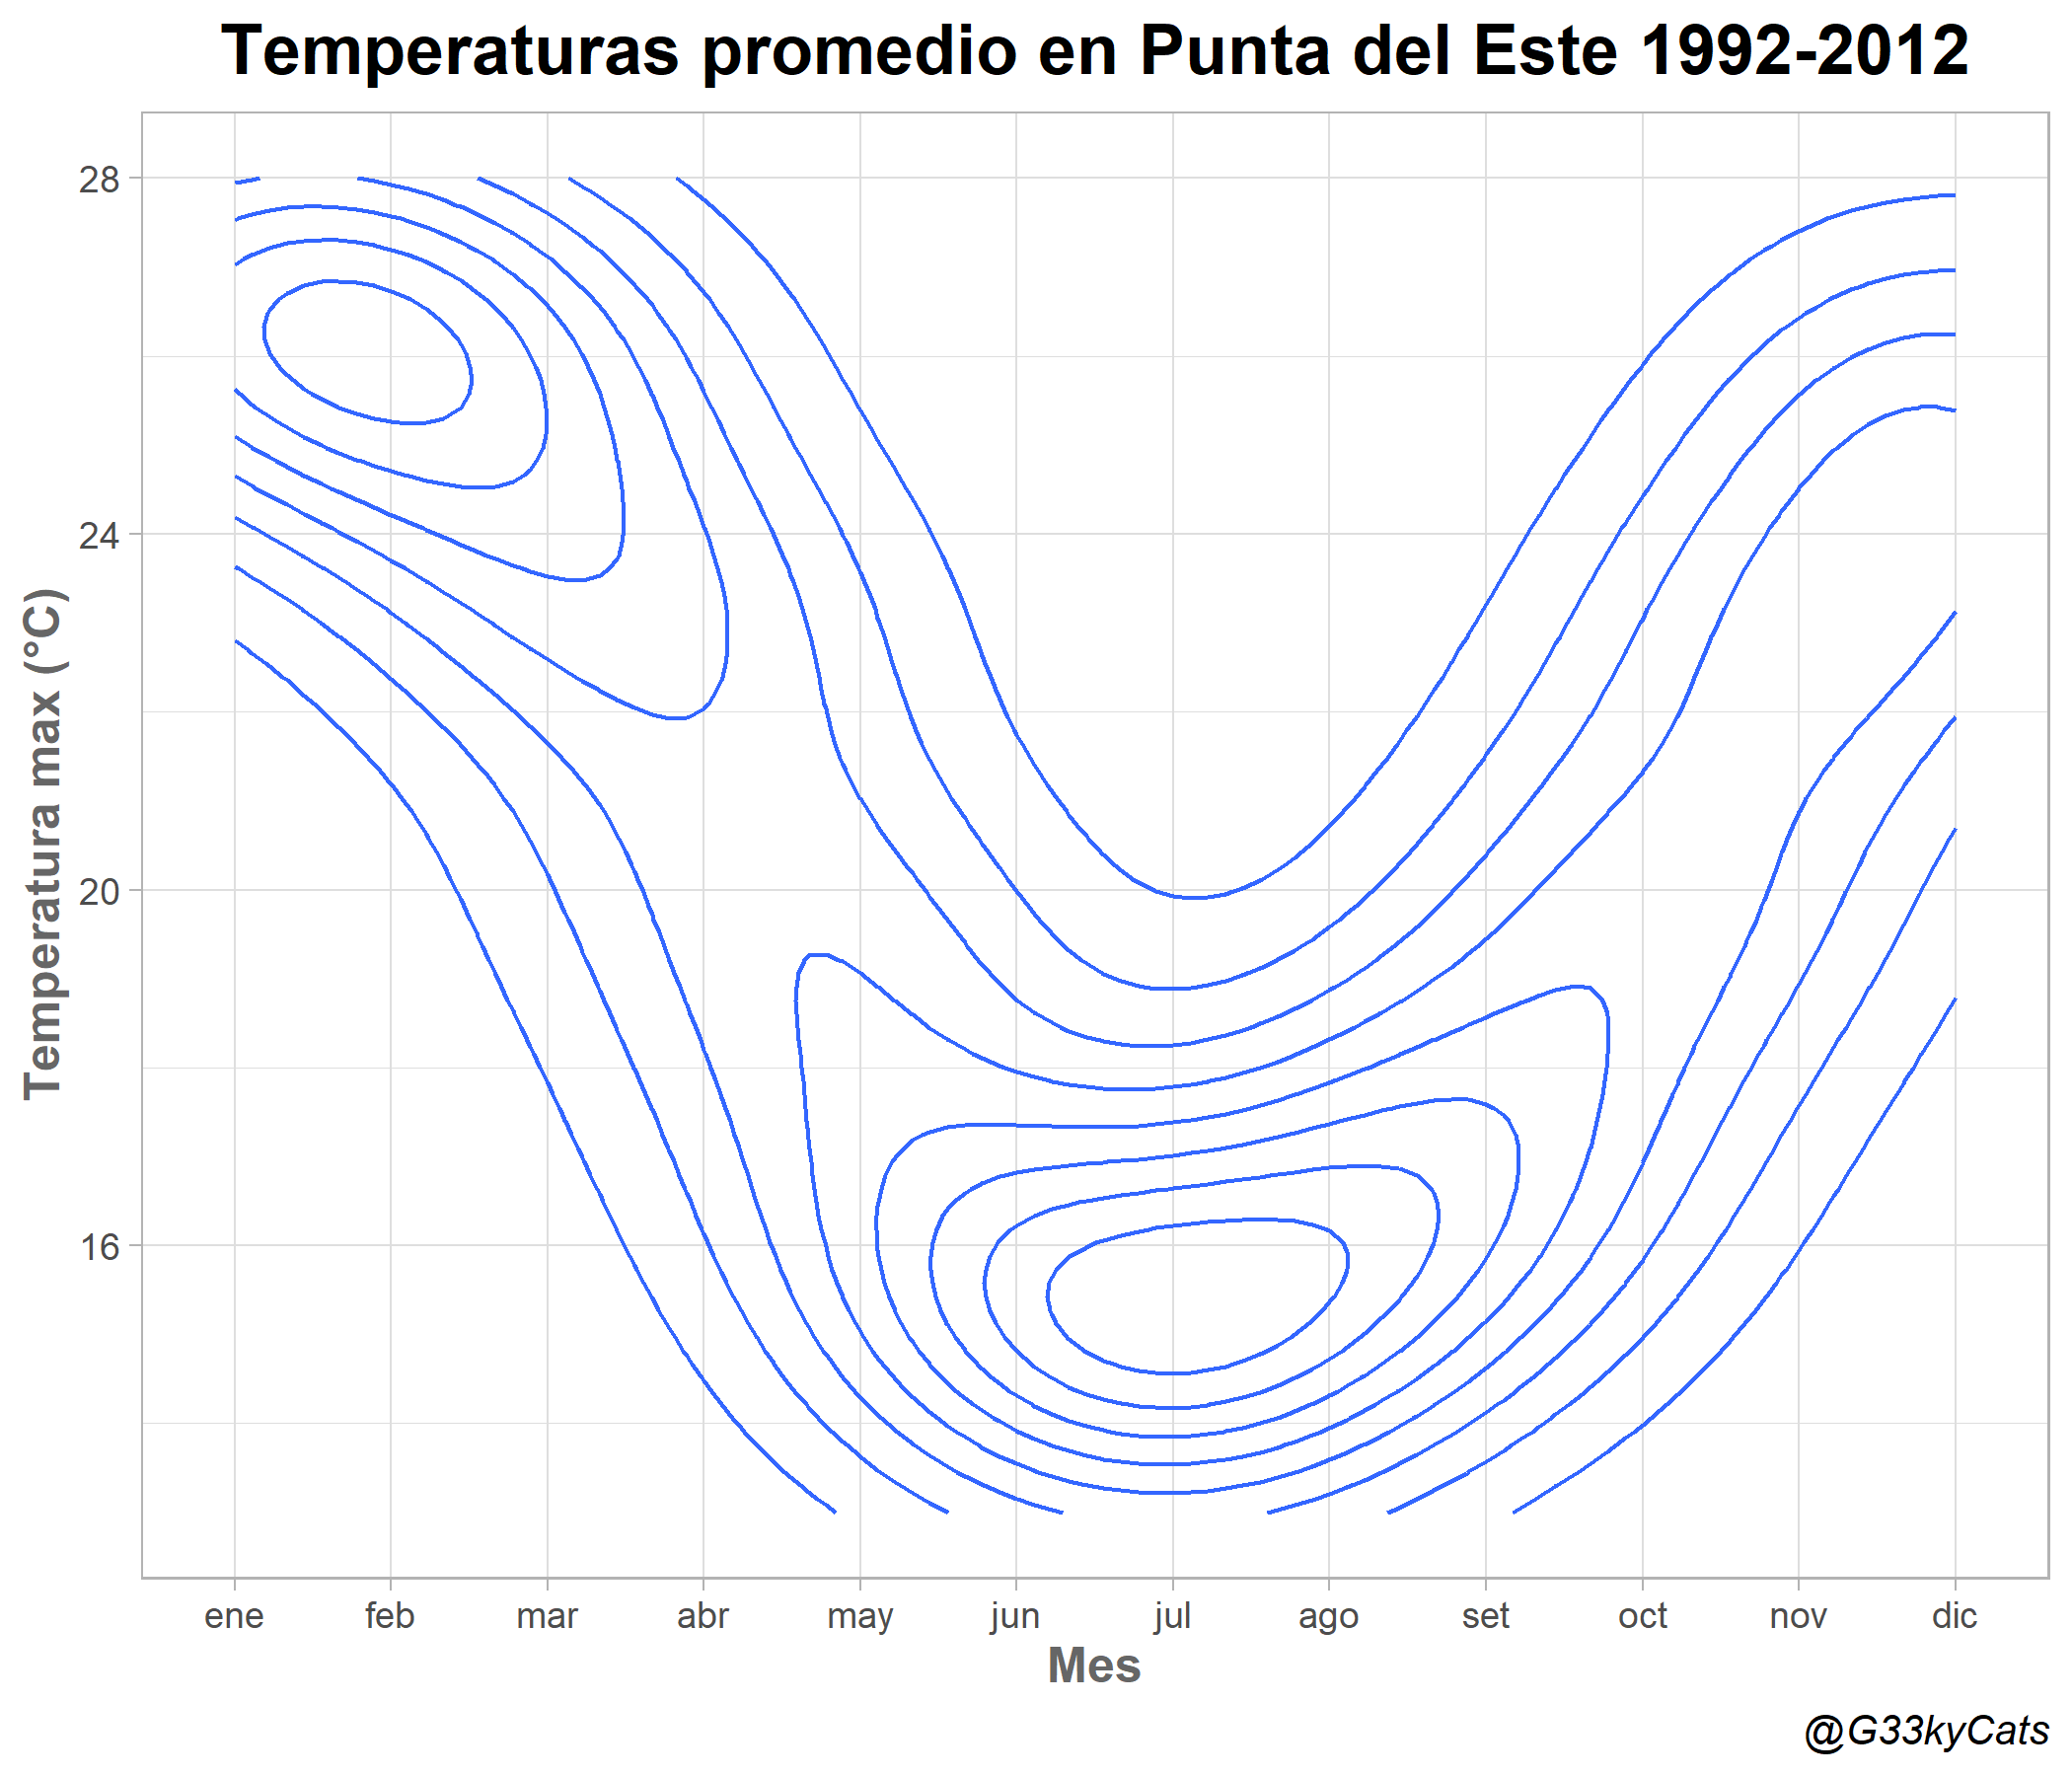 Temperaturas promedio en Punta del Este 1992-2012
28
24
20
16
Temperatura max (°C)
ene feb mar abr may jun jul ago set oct nov dic
Mes
@G33kyCats